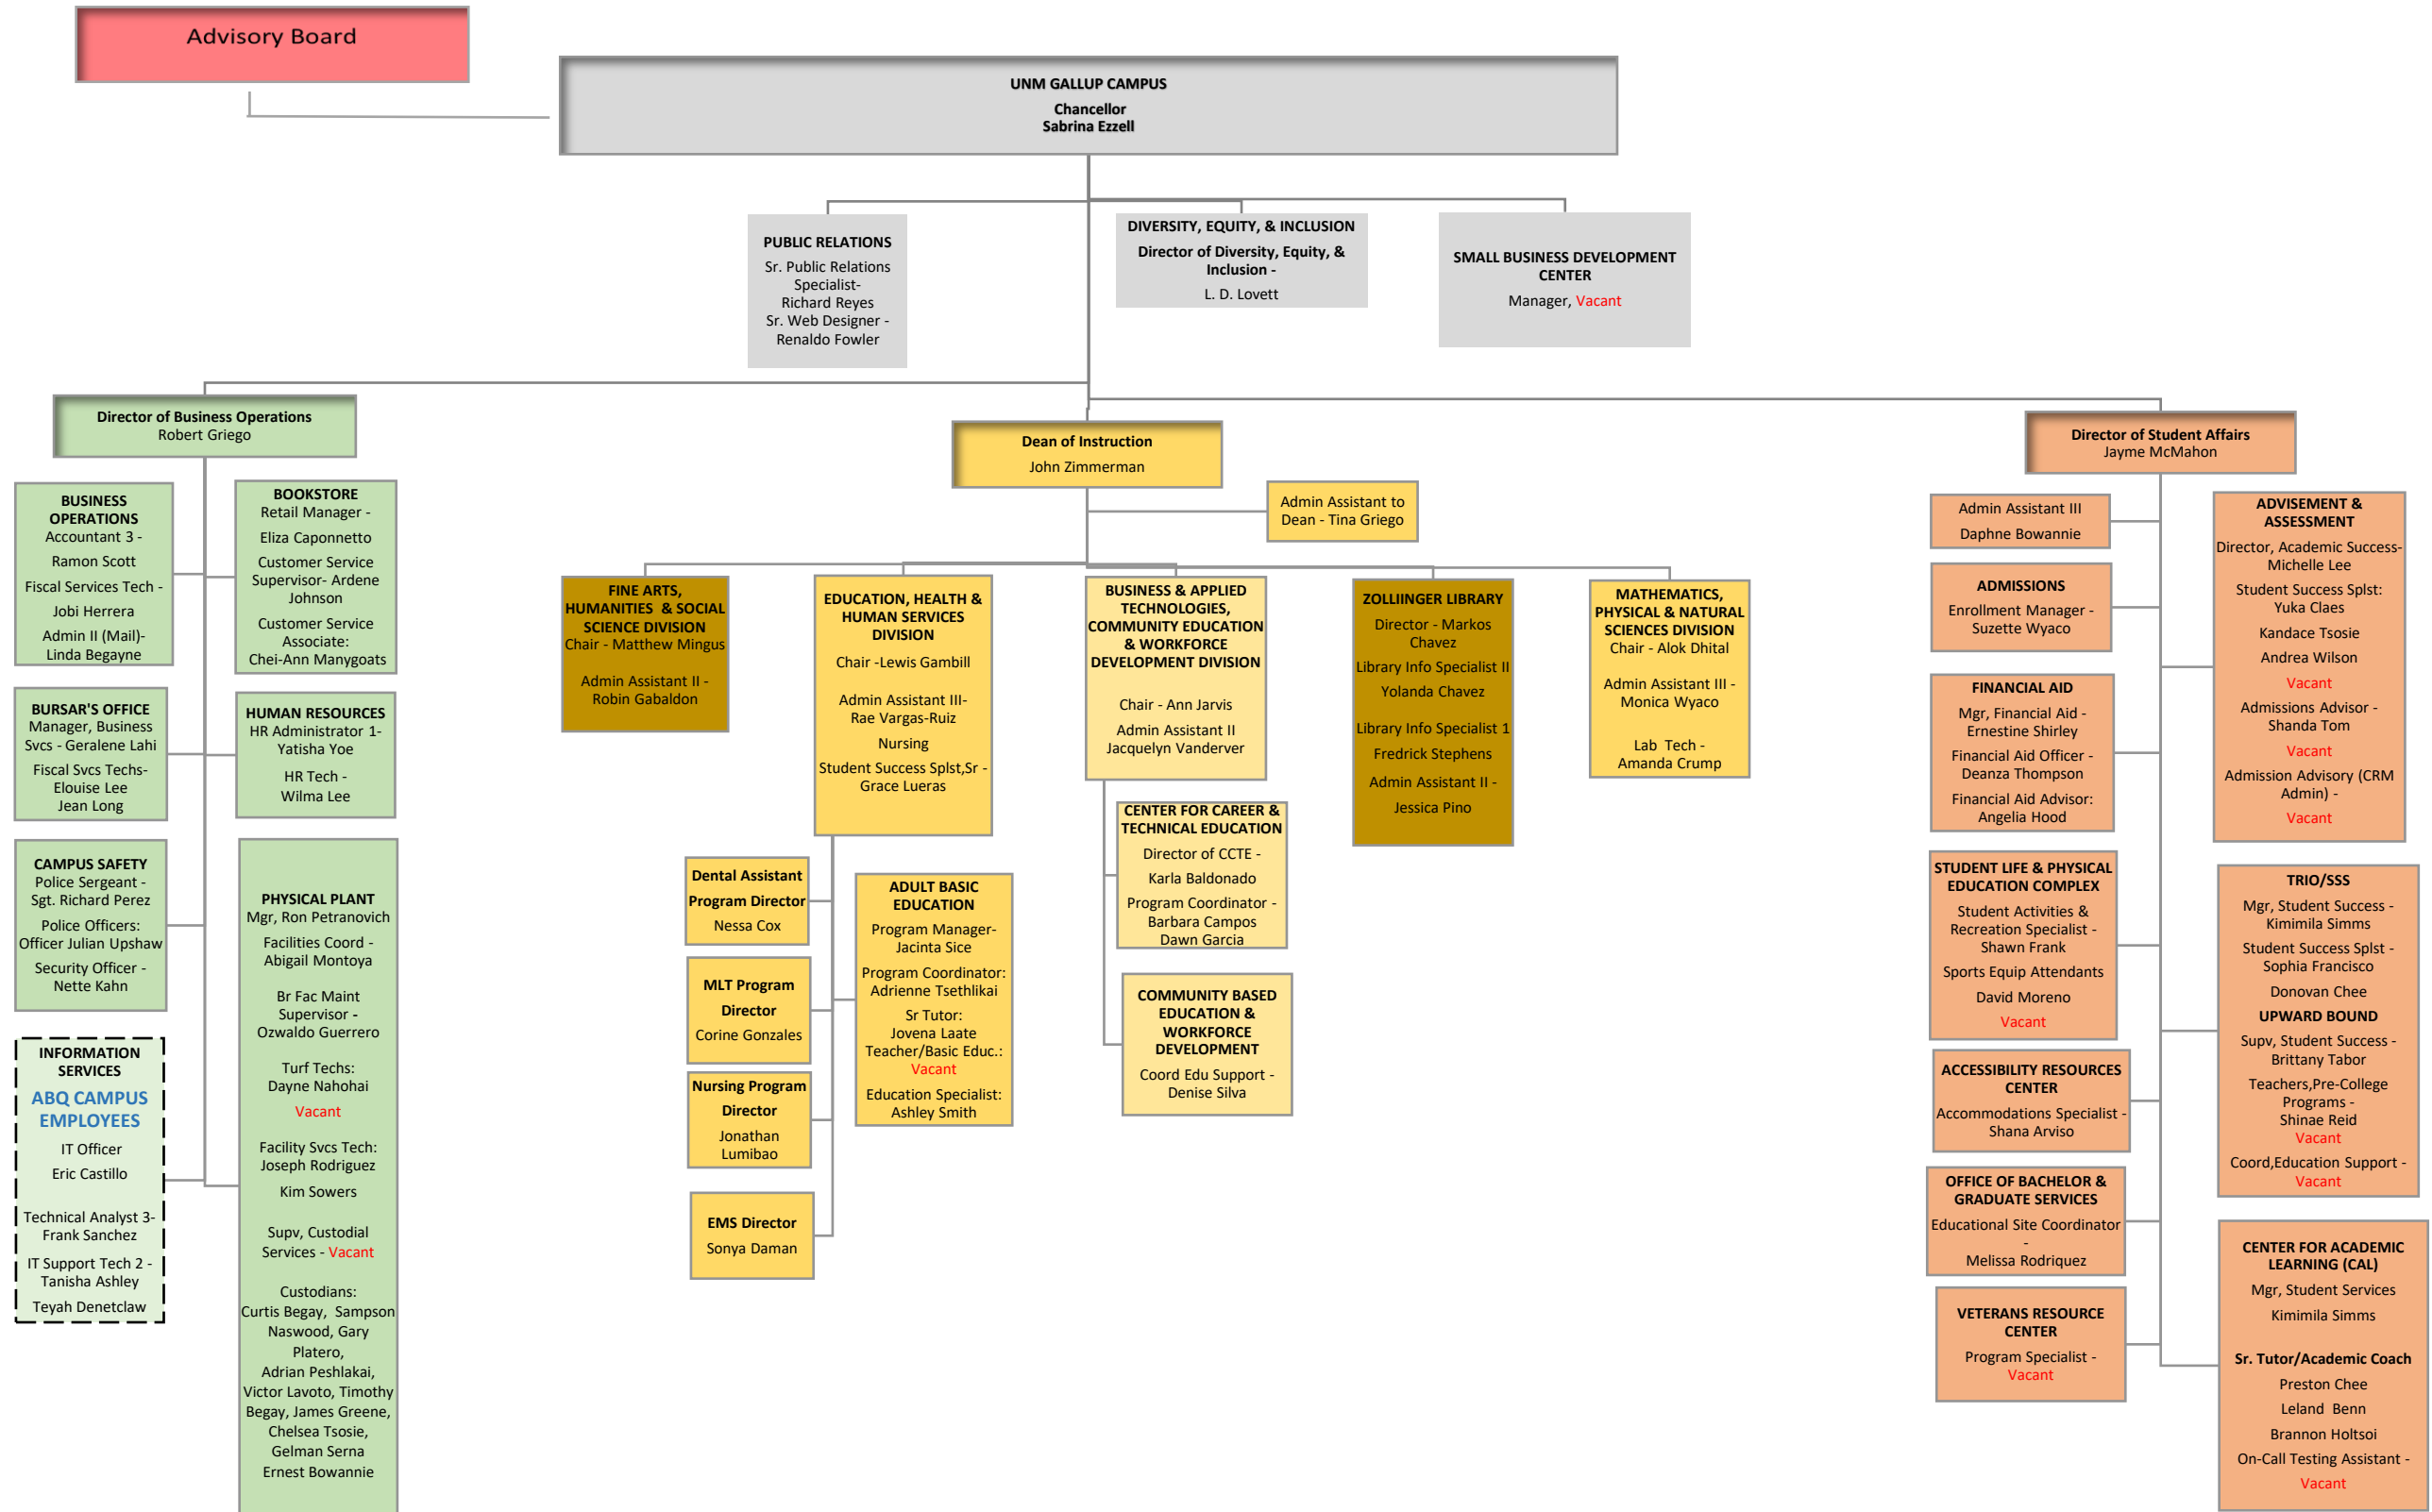 Advisory Board
UNM GALLUP CAMPUS
Chancellor
Sabrina Ezzell
PUBLIC RELATIONS
Sr. Public Relations
Specialist-
Richard Reyes
Sr. Web Designer -
Renaldo Fowler
DIVERSITY, EQUITY, & INCLUSION
Director of Diversity, Equity, &
Inclusion -
L. D. Lovett
SMALL BUSINESS DEVELOPMENT
CENTER
Manager, Vacant
Director of Business Operations
Robert Griego
BUSINESS
OPERATIONS
Accountant 3 -
Ramon Scott
Fiscal Services Tech -
Jobi Herrera
Admin II (Mail)-
Linda Begayne
BOOKSTORE
Retail Manager -
Eliza Caponnetto
Customer Service
Supervisor- Ardene
Johnson
Customer Service
Associate:
Chei-Ann Manygoats
BURSAR'S OFFICE
Manager, Business
Svcs - Geralene Lahi
Fiscal Svcs Techs-
Elouise Lee
Jean Long
HUMAN RESOURCES
HR Administrator 1-
Yatisha Yoe
HR Tech -
Wilma Lee
CAMPUS SAFETY
Police Sergeant -
Sgt. Richard Perez
Police Officers:
Officer Julian Upshaw
Security Officer -
Nette Kahn
PHYSICAL PLANT
Mgr, Ron Petranovich
Facilities Coord -
Abigail Montoya
Br Fac Maint
Supervisor -
Ozwaldo Guerrero
Turf Techs:
Dayne Nahohai
Vacant
Facility Svcs Tech:
Joseph Rodriguez
Kim Sowers
Supv, Custodial
Services - Vacant
Custodians:
Curtis Begay, Sampson
Naswood, Gary
Platero,
Adrian Peshlakai,
Victor Lavoto, Timothy
Begay, James Greene,
Chelsea Tsosie,
Gelman Serna
Ernest Bowannie
INFORMATION
SERVICES
ABQ CAMPUS
EMPLOYEES
IT Officer
Eric Castillo
Technical Analyst 3-
Frank Sanchez
IT Support Tech 2 -
Tanisha Ashley
Teyah Denetclaw
Dean of Instruction
John Zimmerman
Admin Assistant to
Dean - Tina Griego
FINE ARTS,
HUMANITIES & SOCIAL
SCIENCE DIVISION
Chair - Matthew Mingus
Admin Assistant II -
Robin Gabaldon
EDUCATION, HEALTH &
HUMAN SERVICES
DIVISION
Chair -Lewis Gambill
Admin Assistant III-
Rae Vargas-Ruiz
Nursing
Student Success Splst,Sr -
Grace Lueras
BUSINESS & APPLIED
TECHNOLOGIES,
COMMUNITY EDUCATION
& WORKFORCE
DEVELOPMENT DIVISION
Chair - Ann Jarvis
Admin Assistant II
Jacquelyn Vanderver
ZOLLIINGER LIBRARY
Director - Markos
Chavez
Library Info Specialist II
Yolanda Chavez
Library Info Specialist 1
Fredrick Stephens
Admin Assistant II -
Jessica Pino
MATHEMATICS,
PHYSICAL & NATURAL
SCIENCES DIVISION
Chair - Alok Dhital
Admin Assistant III -
Monica Wyaco
Lab Tech -
Amanda Crump
Dental Assistant
Program Director
Nessa Cox
MLT Program
Director
Corine Gonzales
Nursing Program
Director
Jonathan
Lumibao
EMS Director
Sonya Daman
ADULT BASIC
EDUCATION
Program Manager-
Jacinta Sice
Program Coordinator:
Adrienne Tsethlikai
Sr Tutor:
Jovena Laate
Teacher/Basic Educ.:
Vacant
Education Specialist:
Ashley Smith
CENTER FOR CAREER &
TECHNICAL EDUCATION
Director of CCTE -
Karla Baldonado
Program Coordinator -
Barbara Campos
Dawn Garcia
COMMUNITY BASED
EDUCATION &
WORKFORCE
DEVELOPMENT
Coord Edu Support -
Denise Silva
Director of Student Affairs
Jayme McMahon
Admin Assistant III
Daphne Bowannie
ADMISSIONS
Enrollment Manager -
Suzette Wyaco
FINANCIAL AID
Mgr, Financial Aid -
Ernestine Shirley
Financial Aid Officer -
Deanza Thompson
Financial Aid Advisor:
Angelia Hood
STUDENT LIFE & PHYSICAL
EDUCATION COMPLEX
Student Activities &
Recreation Specialist -
Shawn Frank
Sports Equip Attendants
David Moreno
Vacant
ACCESSIBILITY RESOURCES
CENTER
Accommodations Specialist -
Shana Arviso
OFFICE OF BACHELOR &
GRADUATE SERVICES
Educational Site Coordinator
-
Melissa Rodriquez
VETERANS RESOURCE
CENTER
Program Specialist -
Vacant
ADVISEMENT &
ASSESSMENT
Director, Academic Success-
Michelle Lee
Student Success Splst:
Yuka Claes
Kandace Tsosie
Andrea Wilson
Vacant
Admissions Advisor -
Shanda Tom
Vacant
Admission Advisory (CRM
Admin) -
Vacant
TRIO/SSS
Mgr, Student Success -
Kimimila Simms
Student Success Splst -
Sophia Francisco
Donovan Chee
UPWARD BOUND
Supv, Student Success -
Brittany Tabor
Teachers,Pre-College
Programs -
Shinae Reid
Vacant
Coord,Education Support -
Vacant
CENTER FOR ACADEMIC
LEARNING (CAL)
Mgr, Student Services
Kimimila Simms
Sr. Tutor/Academic Coach
Preston Chee
Leland Benn
Brannon Holtsoi
On-Call Testing Assistant -
Vacant